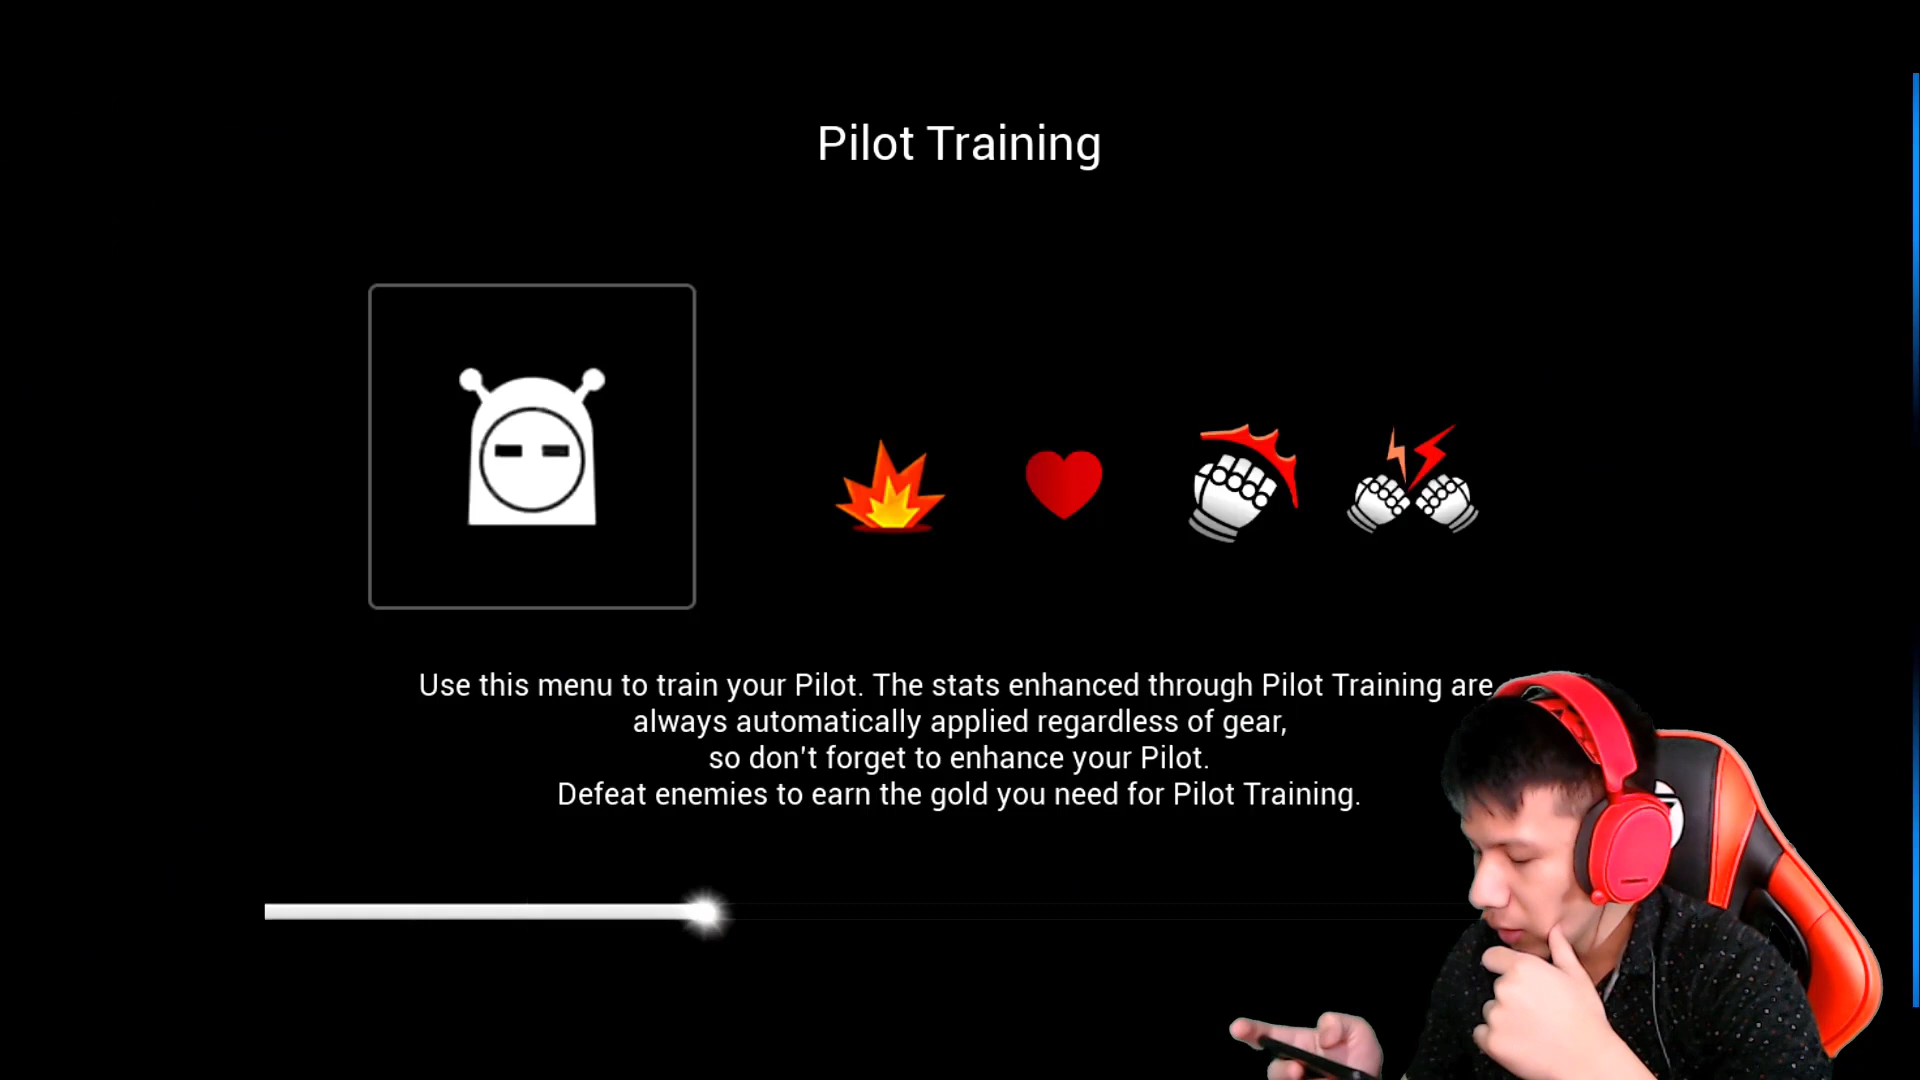 Pilot Training
Use this menu to train your Pilot. The stats enhanced through Pilot Training are
always automatically applied regardless of gear,
so don't forget to enhance your Pilot.
Defeat enemies to earn the gold you need for Pilot Training.